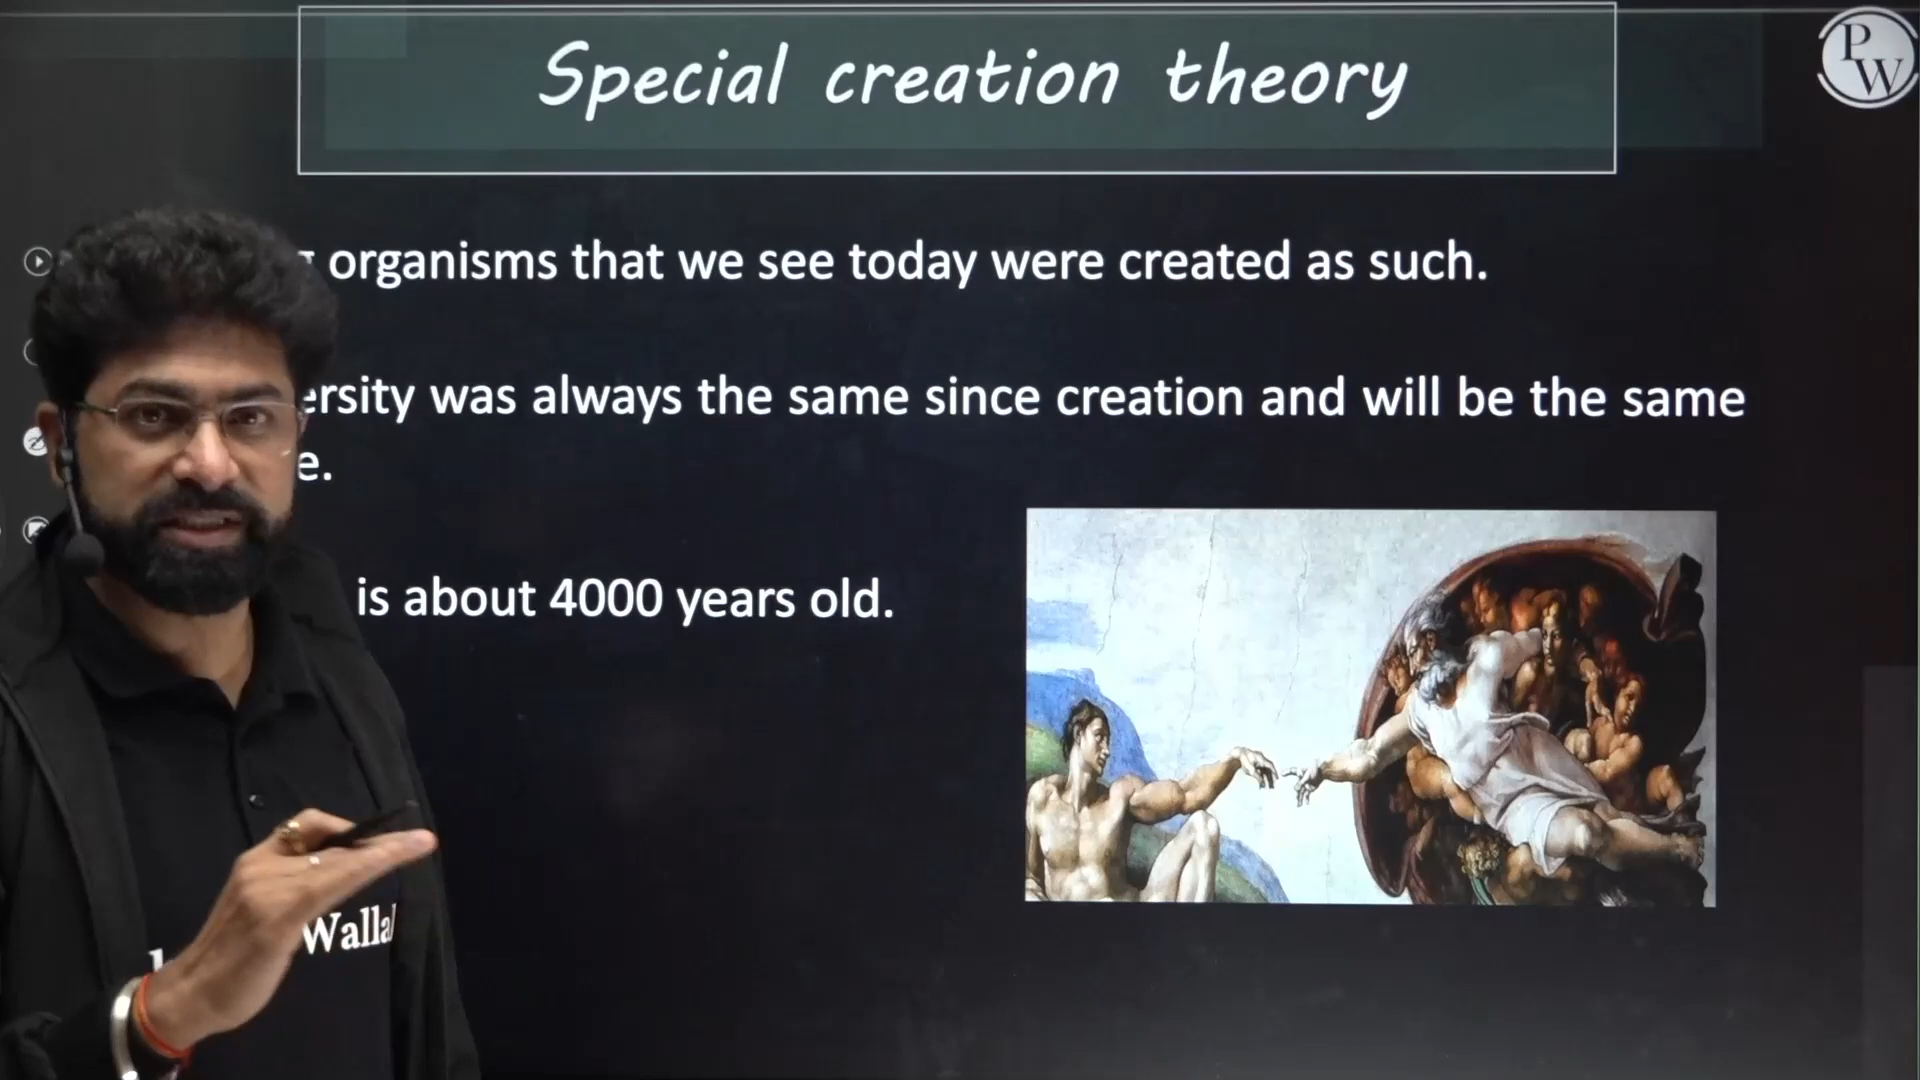 Special creation theory
P
W
organisms that we see today were created as such.
ersity was always the same since creation and will be the same
e.
is about 4000 years old.
Walla